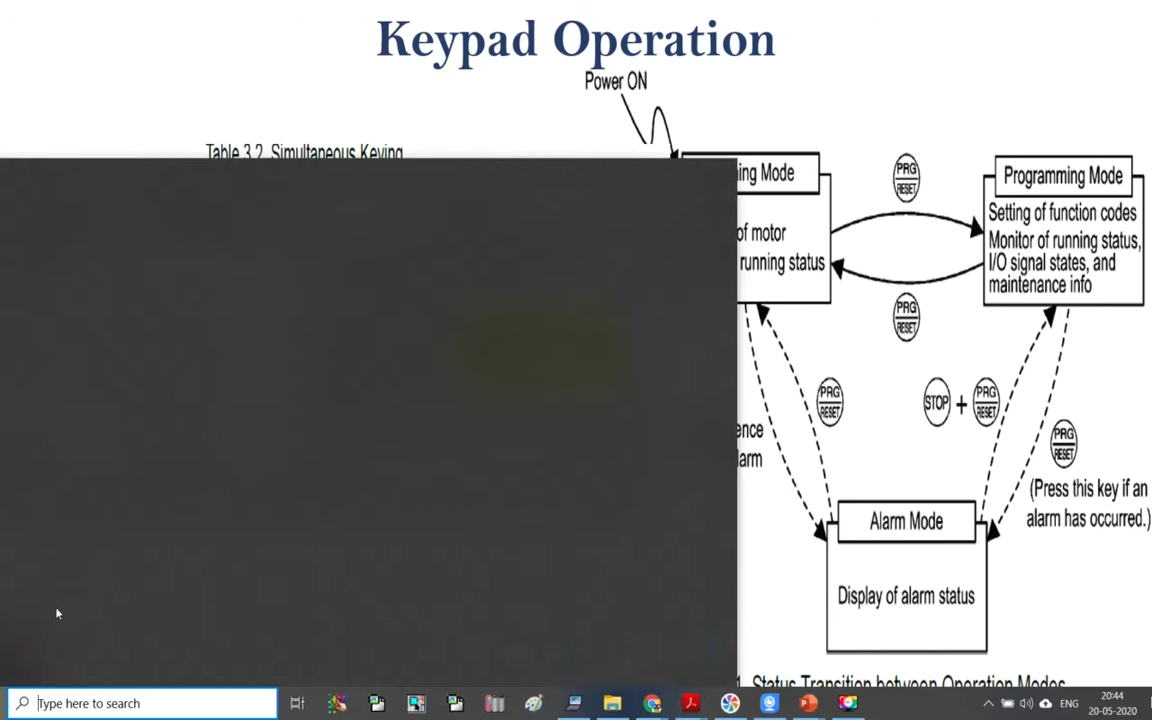 Keypad Operation
Power ON
Table 3.2 Simultaneous Keying
ing Mode
of motor
running status
PRG
RESET
Programming Mode
Setting of function codes
Monitor of running status,
I/O signal states, and
maintenance info
PRG
RESET
ence
larm
PRG
RESET
STOP + PRG
RESET
PRG
RESET
(Press this key if an
alarm has occurred.)
Alarm Mode
Display of alarm status
Status Transition between Operation Modes
Type here to search
ENG
20:44
20-05-2020